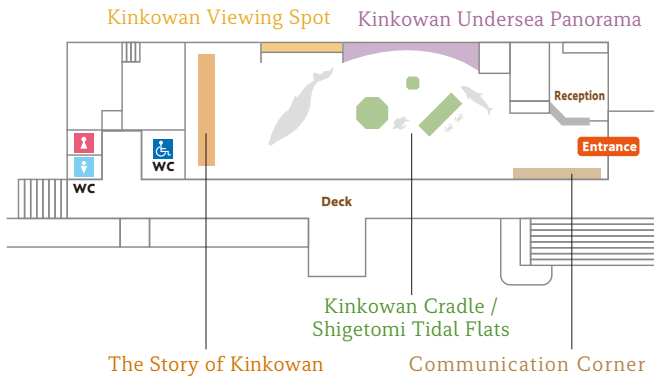 Kinkowan Viewing Spot
Kinkowan Undersea Panorama
Reception
Entrance
WC
WC
Deck
Kinkowan Cradle /
Shigetomi Tidal Flats
The Story of Kinkowan
Communication Corner